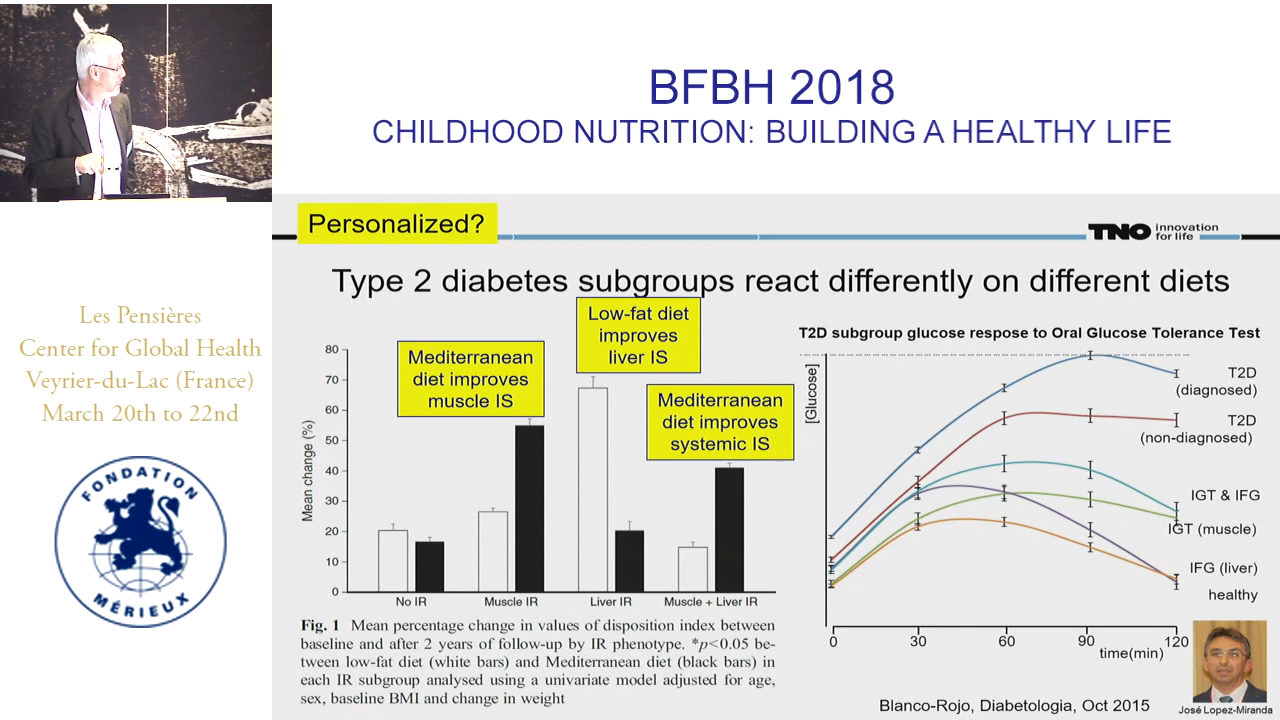 BFBH 2018
CHILDHOOD NUTRITION: BUILDING A HEALTHY LIFE
Les Pensières
Center for Global Health
Veyrier-du-Lac (France)
March 20th to 22nd
FONDATION
MÉRIEUX
Personalized?
TNO innovation
for life
Type 2 diabetes subgroups react differently on different diets
Mediterranean
diet improves
muscle IS
Low-fat diet
improves
liver IS
Mediterranean
diet improves
systemic IS
Mean change (%)
80
70
60
50
40
30
20
10
0
No IR
Muscle IR
Liver IR
Muscle + Liver IR
Fig. 1 Mean percentage change in values of disposition index between
baseline and after 2 years of follow-up by IR phenotype. *p<0.05 be-
tween low-fat diet (white bars) and Mediterranean diet (black bars) in
each IR subgroup analysed using a univariate model adjusted for age,
sex, baseline BMI and change in weight
T2D subgroup glucose respose to Oral Glucose Tolerance Test
[Glucose]
T2D
(diagnosed)
T2D
(non-diagnosed)
IGT & IFG
IGT (muscle)
IFG (liver)
healthy
0
30
60
90
120
time(min)
Blanco-Rojo, Diabetologia, Oct 2015
José Lopez-Miranda